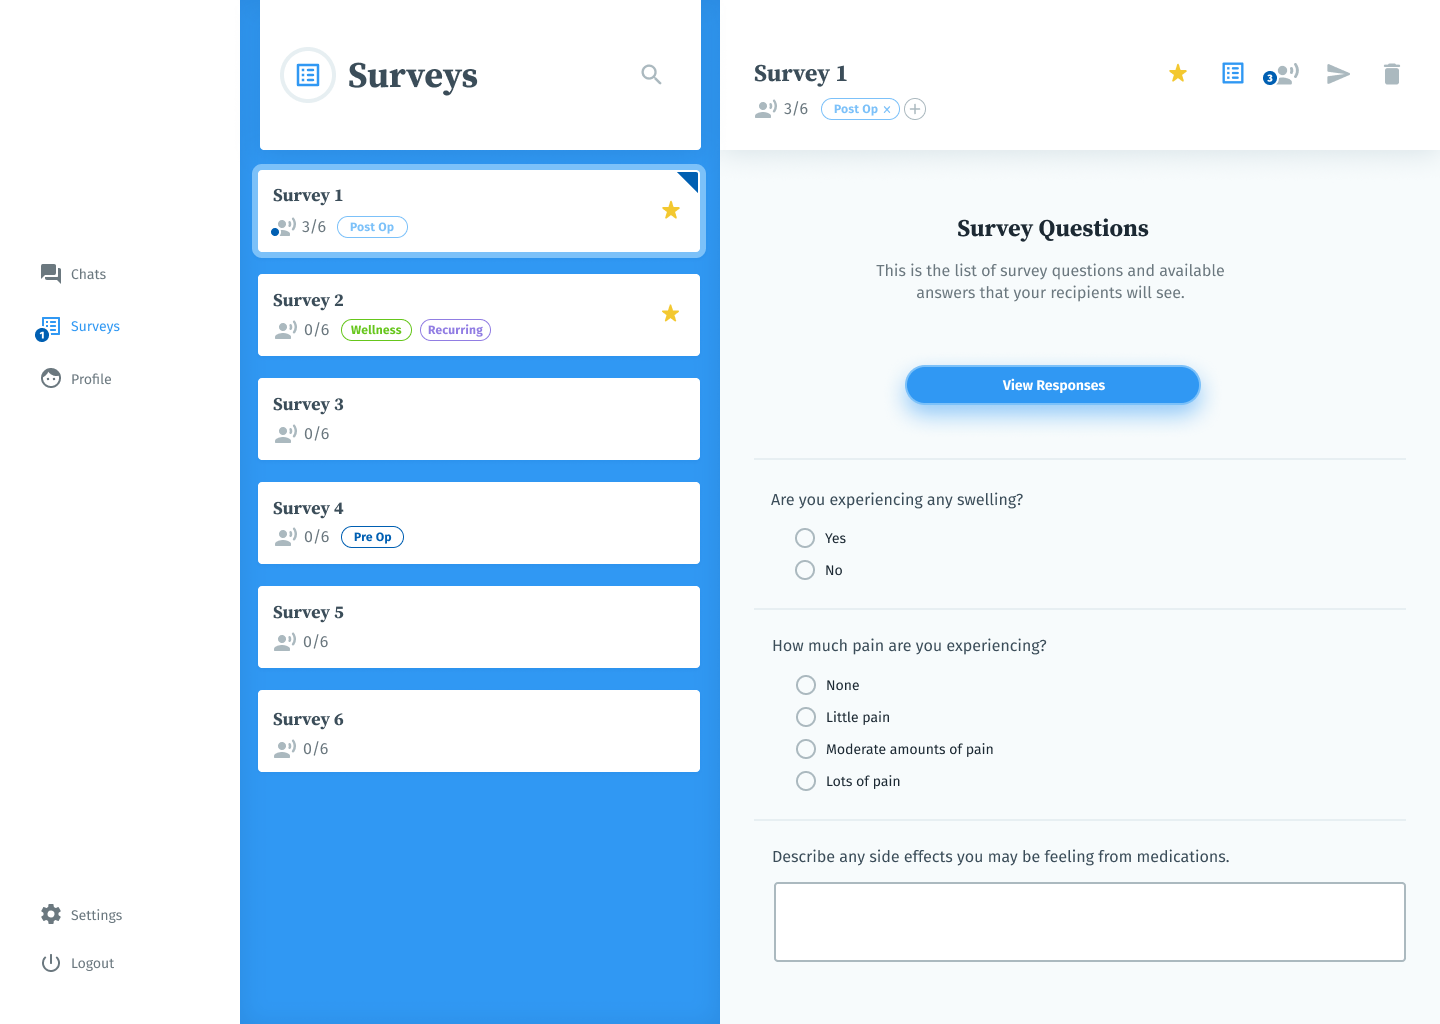 Chats
1
Surveys
Profile
Settings
Logout
Surveys
Survey 1
3/6 Post Op
Survey 2
0/6 Wellness Recurring
Survey 3
0/6
Survey 4
0/6 Pre Op
Survey 5
0/6
Survey 6
0/6
Survey 1
3
3/6 Post Op ×
Survey Questions
This is the list of survey questions and available
answers that your recipients will see.
View Responses
Are you experiencing any swelling?
Yes
No
How much pain are you experiencing?
None
Little pain
Moderate amounts of pain
Lots of pain
Describe any side effects you may be feeling from medications.